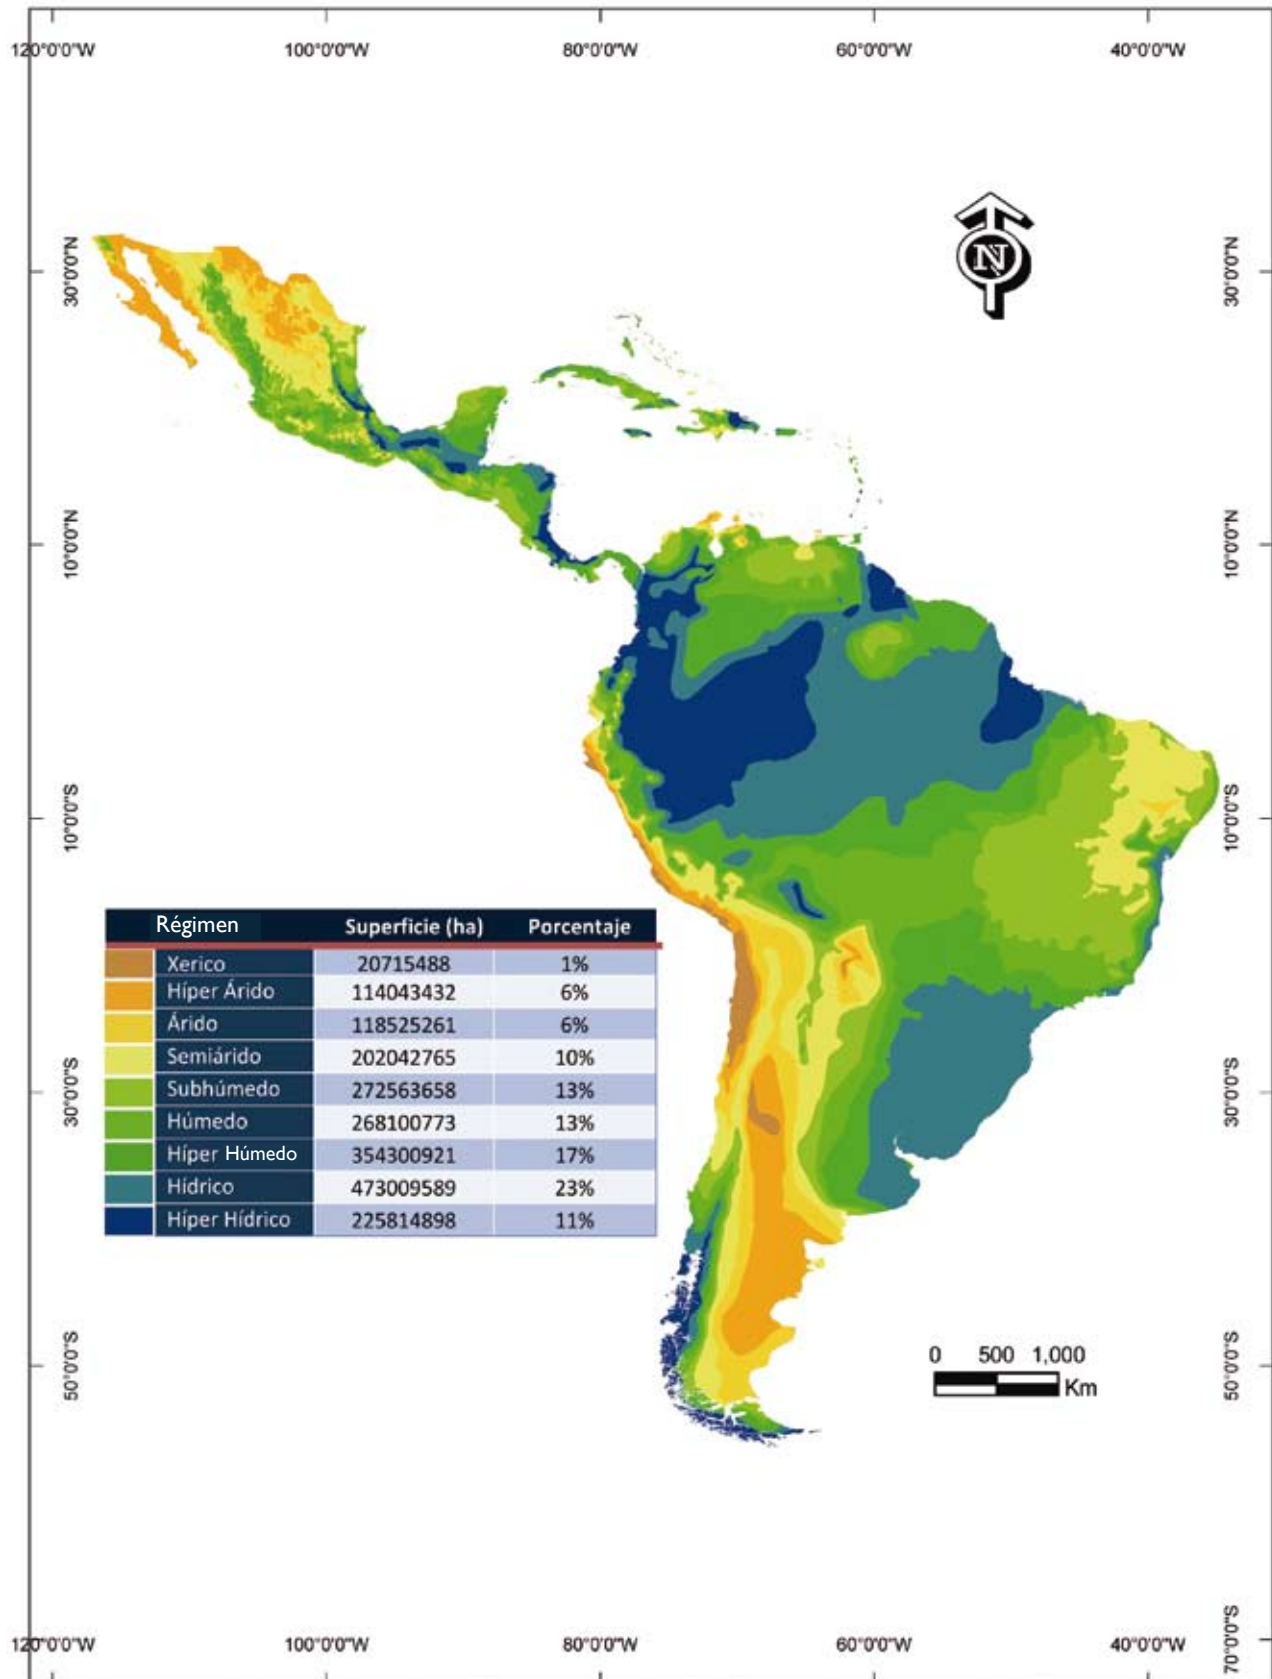 120°0'0"W 100°0'0"W 80°0'0"W 60°0'0"W 40°0'0"W
N
30°0'0"N 30°0'0"N
10°0'0"N 10°0'0"N
10°0'0"S 10°0'0"S
Régimen Superficie (ha) Porcentaje
Xerico 20715488 1%
Híper Árido 114043432 6%
Árido 118525261 6%
Semiárido 202042765 10%
Subhúmedo 272563658 13%
Húmedo 268100773 13%
Híper Húmedo 354300921 17%
Hídrico 473009589 23%
Híper Hídrico 225814898 11%
30°0'0"S 30°0'0"S
0 500 1,000
Km
50°0'0"S 50°0'0"S
70°0'0"S
120°0'0"W 100°0'0"W 80°0'0"W 60°0'0"W 40°0'0"W